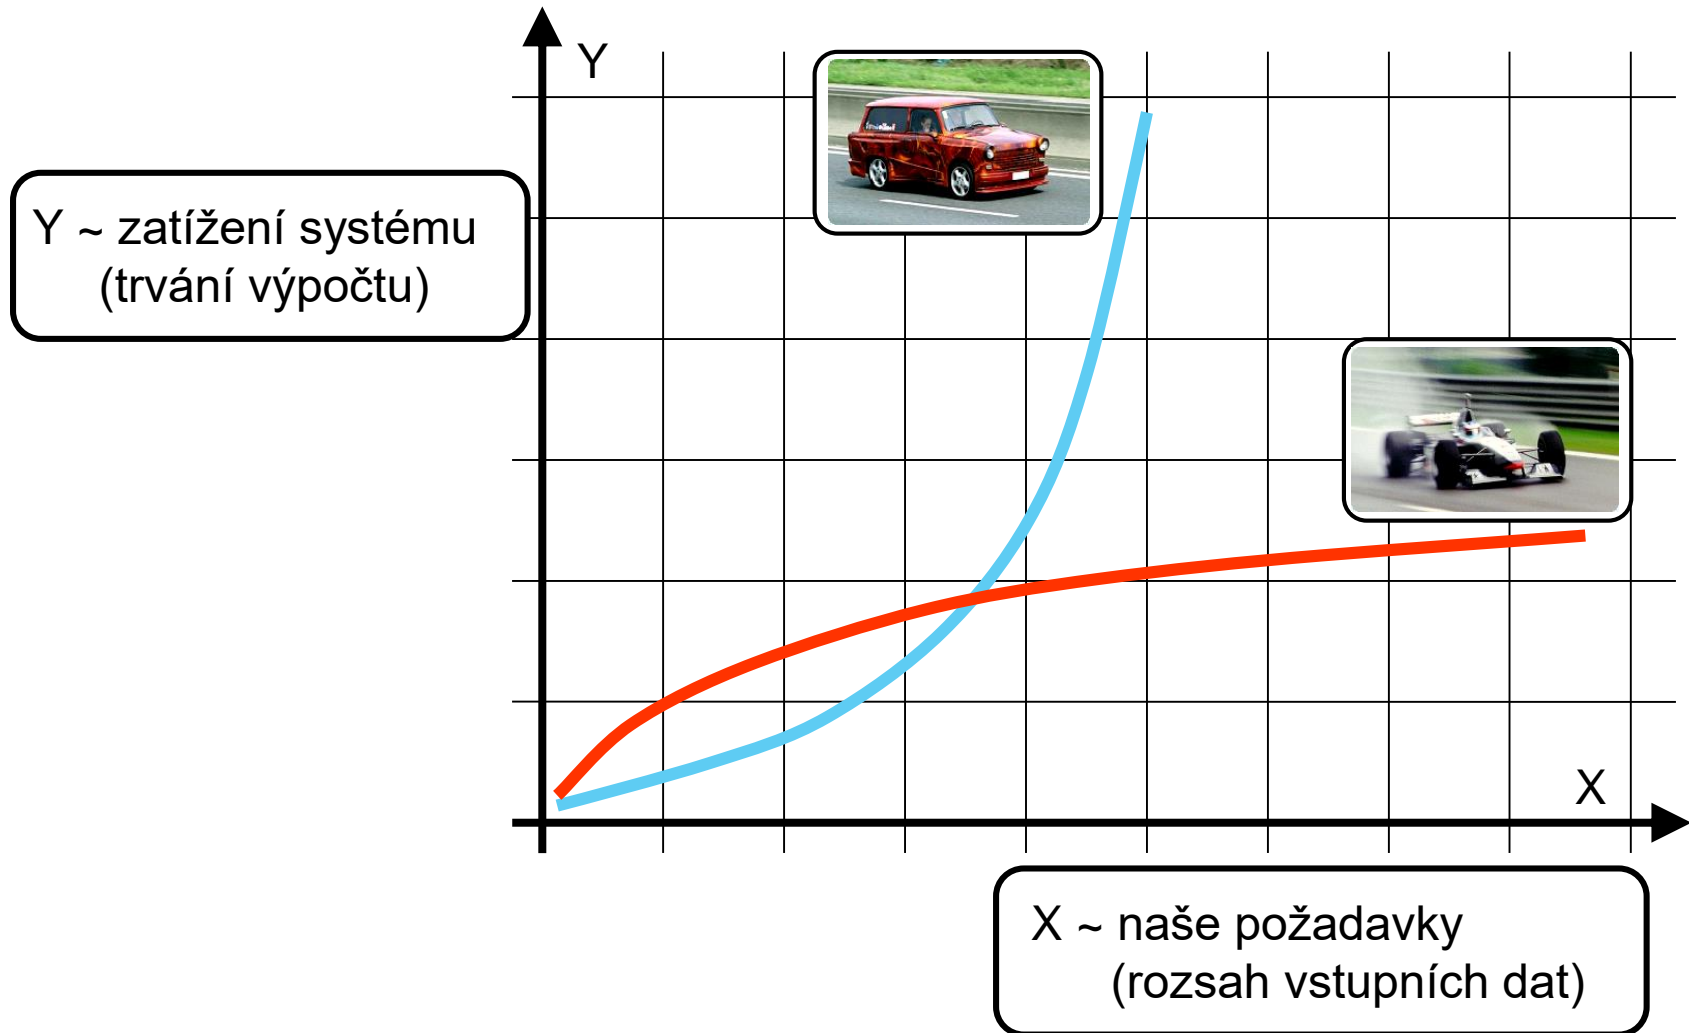 Y
Y ~ zatížení systému
(trvání výpočtu)
X
X ~ naše požadavky
(rozsah vstupních dat)